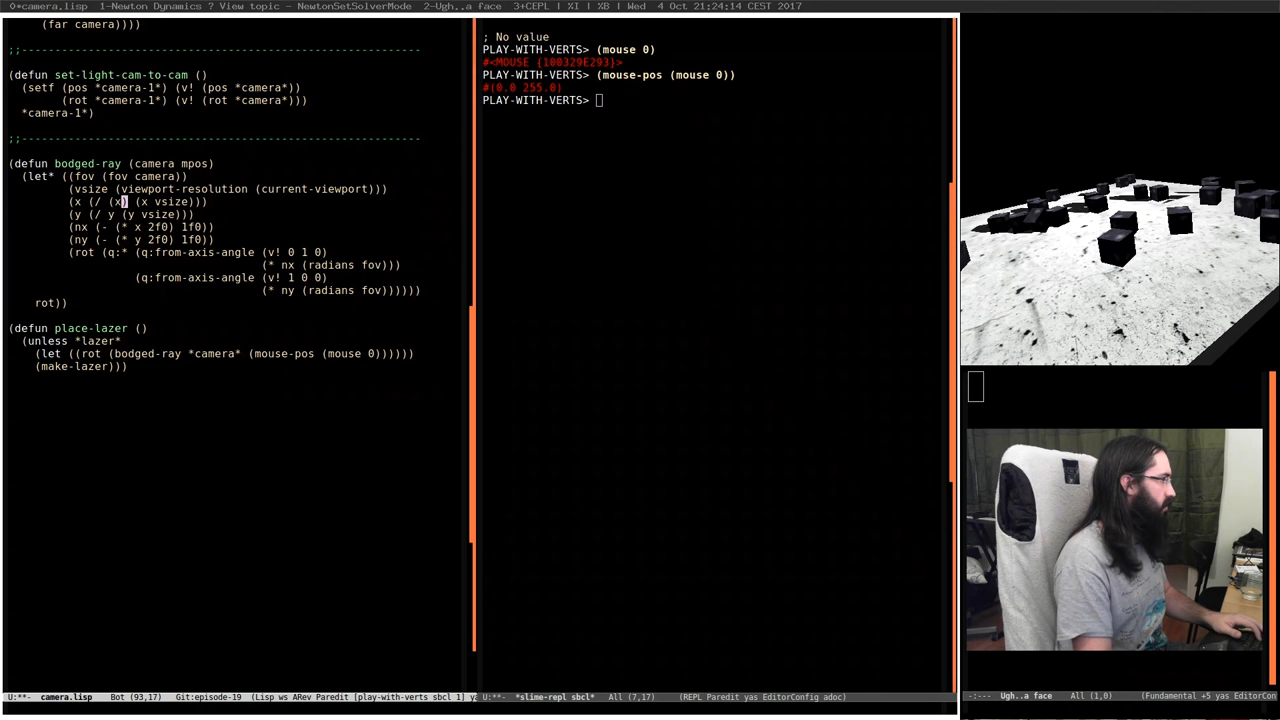 0*camera.lisp  1-Newton Dynamics ? View topic - NewtonSetSolverMode  2-Ugh..a face  3+CEPL | %I | %B | Wed  4 Oct 21:24:14 CEST 2017
(far camera))))
;;------------------------------------------------------------
(defun set-light-cam-to-cam ()
  (setf (pos *camera-1*) (v! (pos *camera*))
        (rot *camera-1*) (v! (rot *camera*)))
  *camera-1*)
;;------------------------------------------------------------
(defun bodged-ray (camera mpos)
  (let* ((fov (fov camera))
         (vsize (viewport-resolution (current-viewport)))
         (x (/ (x) (x vsize)))
         (y (/ y (y vsize)))
         (nx (- (* x 2f0) 1f0))
         (ny (- (* y 2f0) 1f0))
         (rot (q:* (q:from-axis-angle (v! 0 1 0)
                                      (* nx (radians fov)))
                   (q:from-axis-angle (v! 1 0 0)
                                      (* ny (radians fov))))))
    rot))
(defun place-lazer ()
  (unless *lazer*
    (let ((rot (bodged-ray *camera* (mouse-pos (mouse 0))))))
    (make-lazer)))
U:**-  camera.lisp    Bot (93,17)   Git:episode-19  (Lisp ws ARev Paredit [play-with-verts sbcl 1] ya
; No value
PLAY-WITH-VERTS> (mouse 0)
#<MOUSE {100329E293}>
PLAY-WITH-VERTS> (mouse-pos (mouse 0))
#(0.0 255.0)
PLAY-WITH-VERTS>
U:**-  *slime-repl sbcl*   All (7,17)     (REPL Paredit yas EditorConfig adoc)
-:---  Ugh..a face    All (1,0)      (Fundamental +5 yas EditorCon